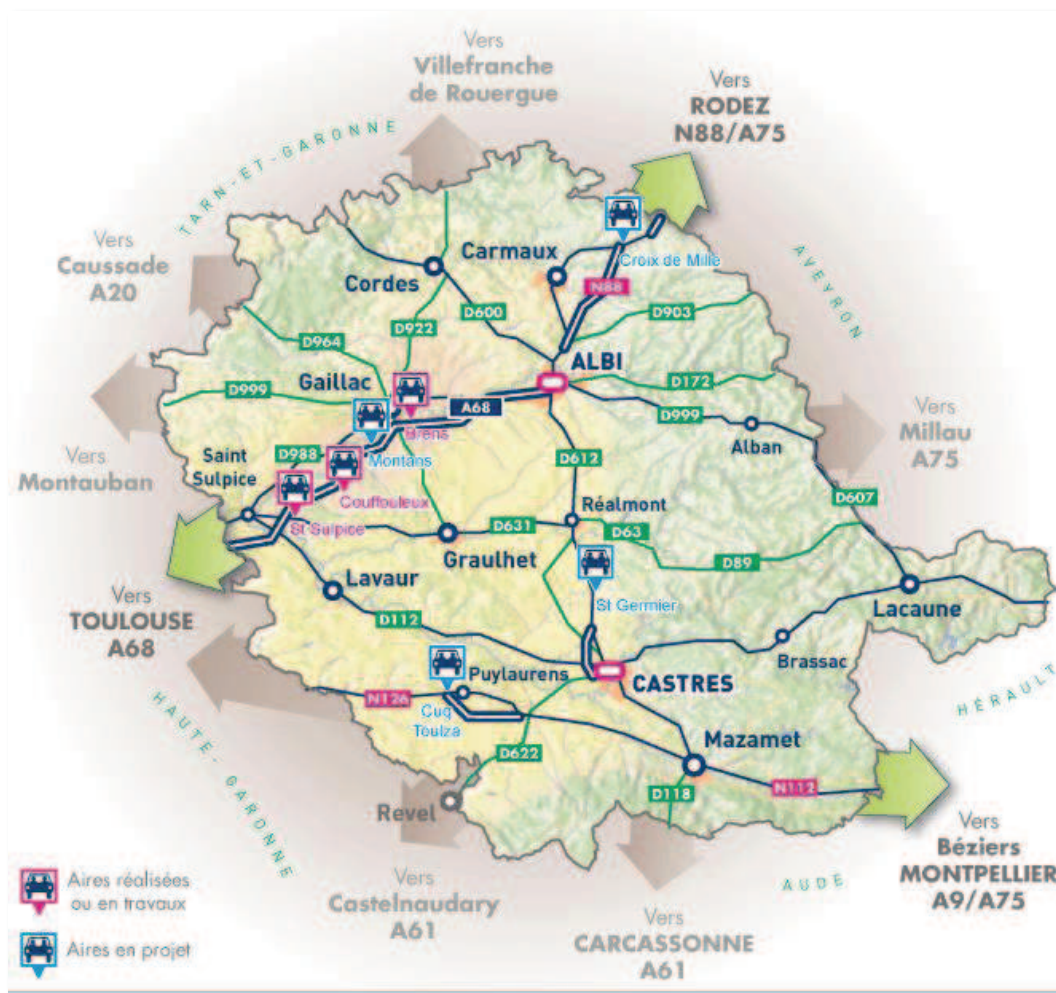 Vers
Villefranche
de Rouergue
Vers
RODEZ
N88/A75
TARN-ET-GARONNE
Vers
Caussade
A20
AVEYRON
Carmaux
Croix de Mille
Cordes
N88
D600
D922
D903
D964
ALBI
Gaillac
D999
A68
D172
D999
Brens
Vers
Millau
A75
Vers
Montauban
Saint
Sulpice
D988
Montans
Alban
D612
Couffouleux
D607
Réalmont
St Sulpice
D631
D63
Graulhet
D89
Lavaur
St Germier
Lacaune
Vers
TOULOUSE
A68
D112
Brassac
Puylaurens
CASTRES
N126
Cuq
Toulza
HÉRAULT
HAUTE-GARONNE
D622
Mazamet
D118
N112
Revel
Vers
Béziers
MONTPELLIER
A9/A75
AUDE
Vers
Castelnaudary
A61
Vers
CARCASSONNE
A61
Aires réalisées
ou en travaux
Aires en projet